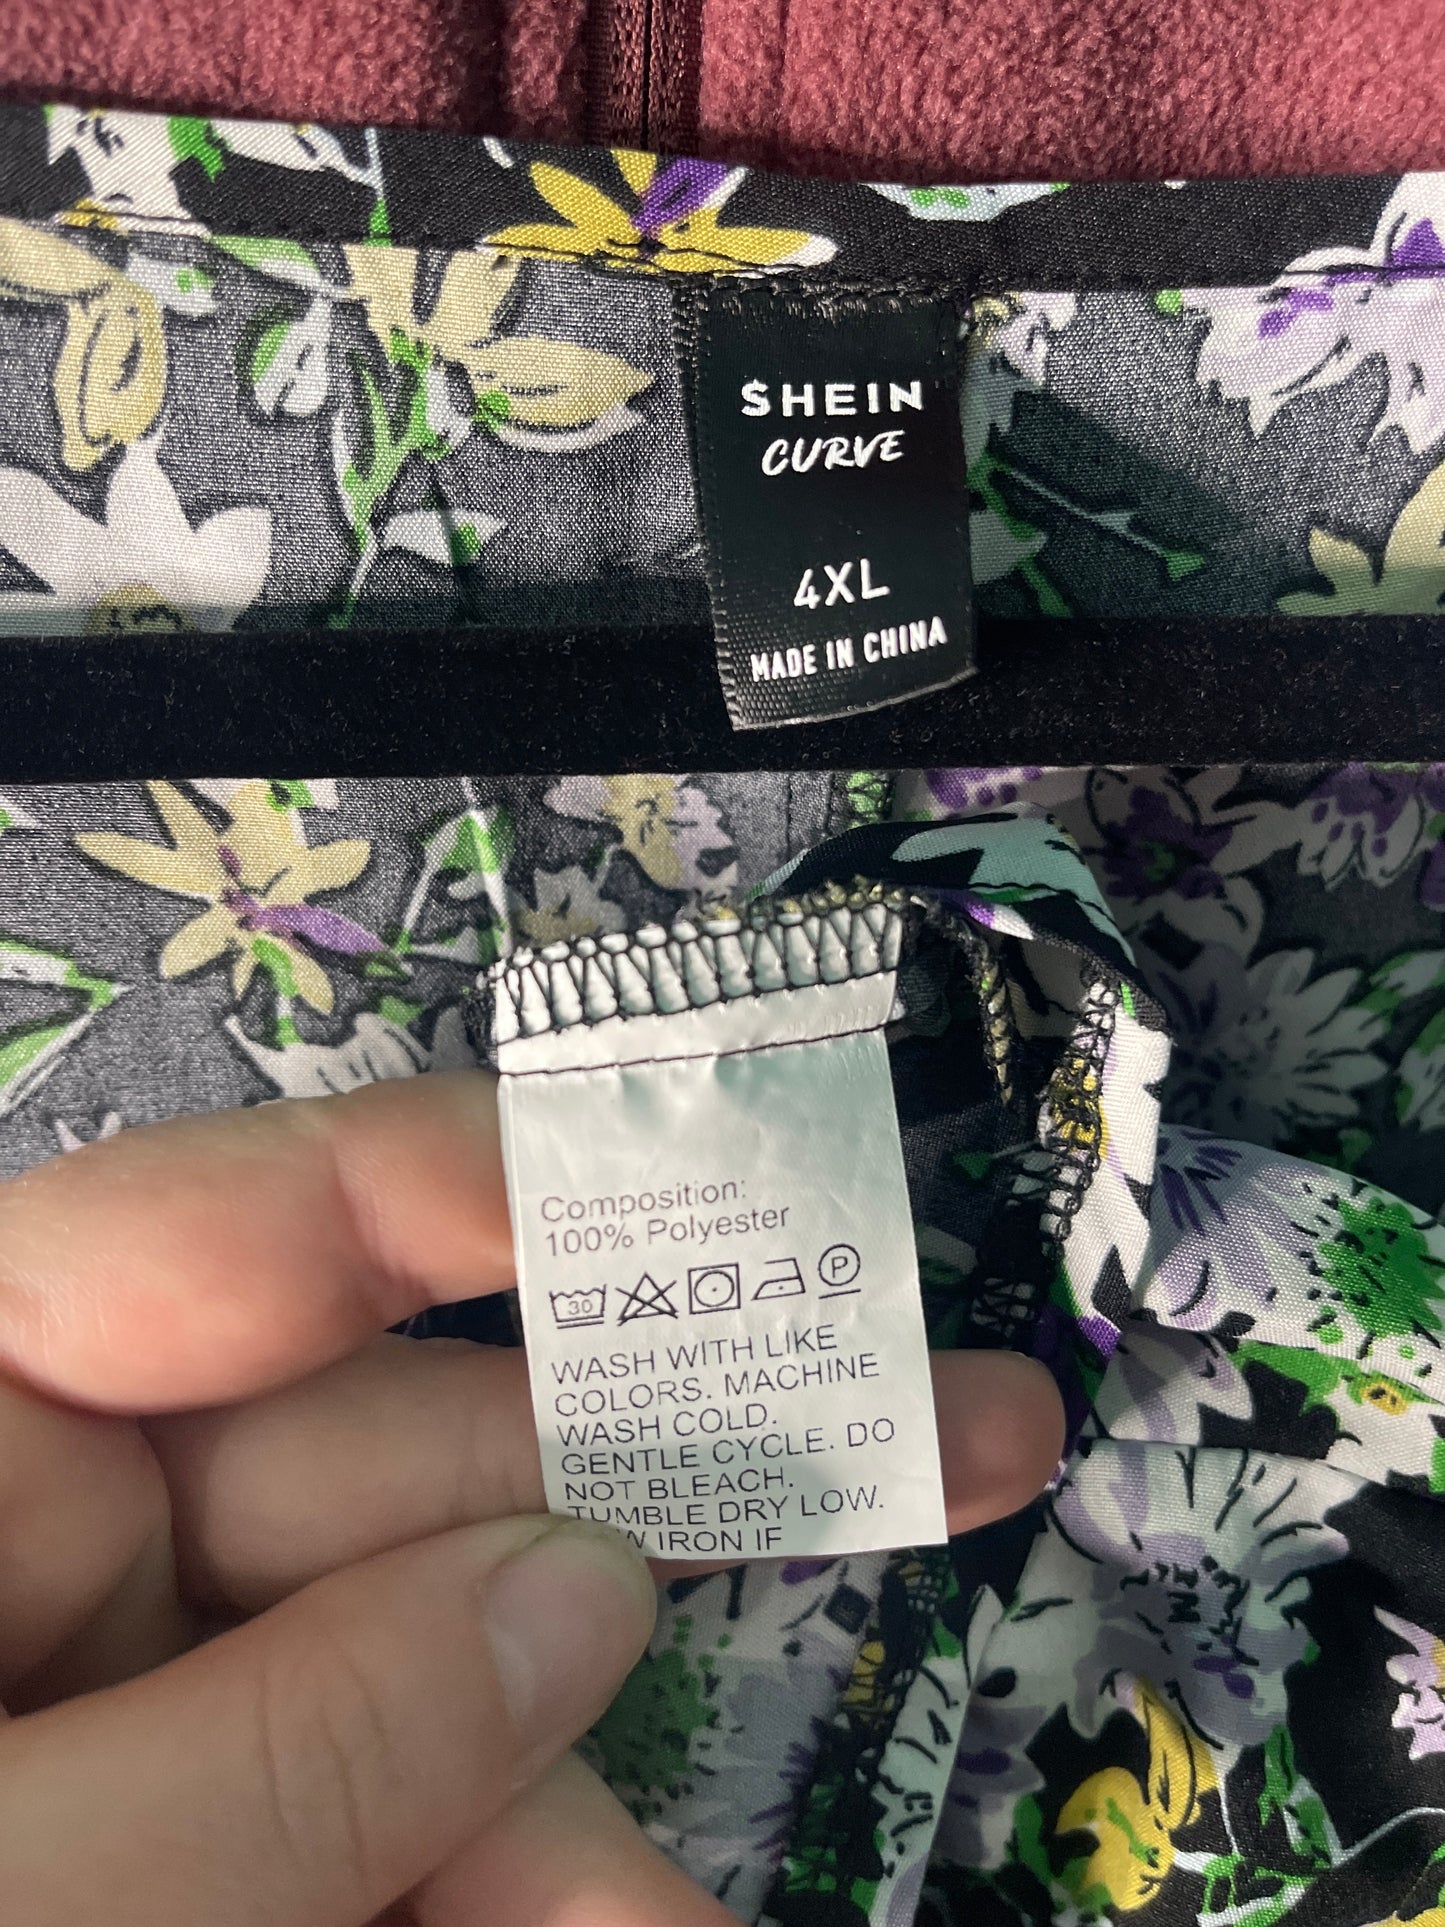 SHEIN
CURVE
4XL
MADE IN CHINA
Composition:
100% Polyester
30 P
WASH WITH LIKE
COLORS. MACHINE
WASH COLD.
GENTLE CYCLE. DO
NOT BLEACH.
TUMBLE DRY LOW.
IRON IF